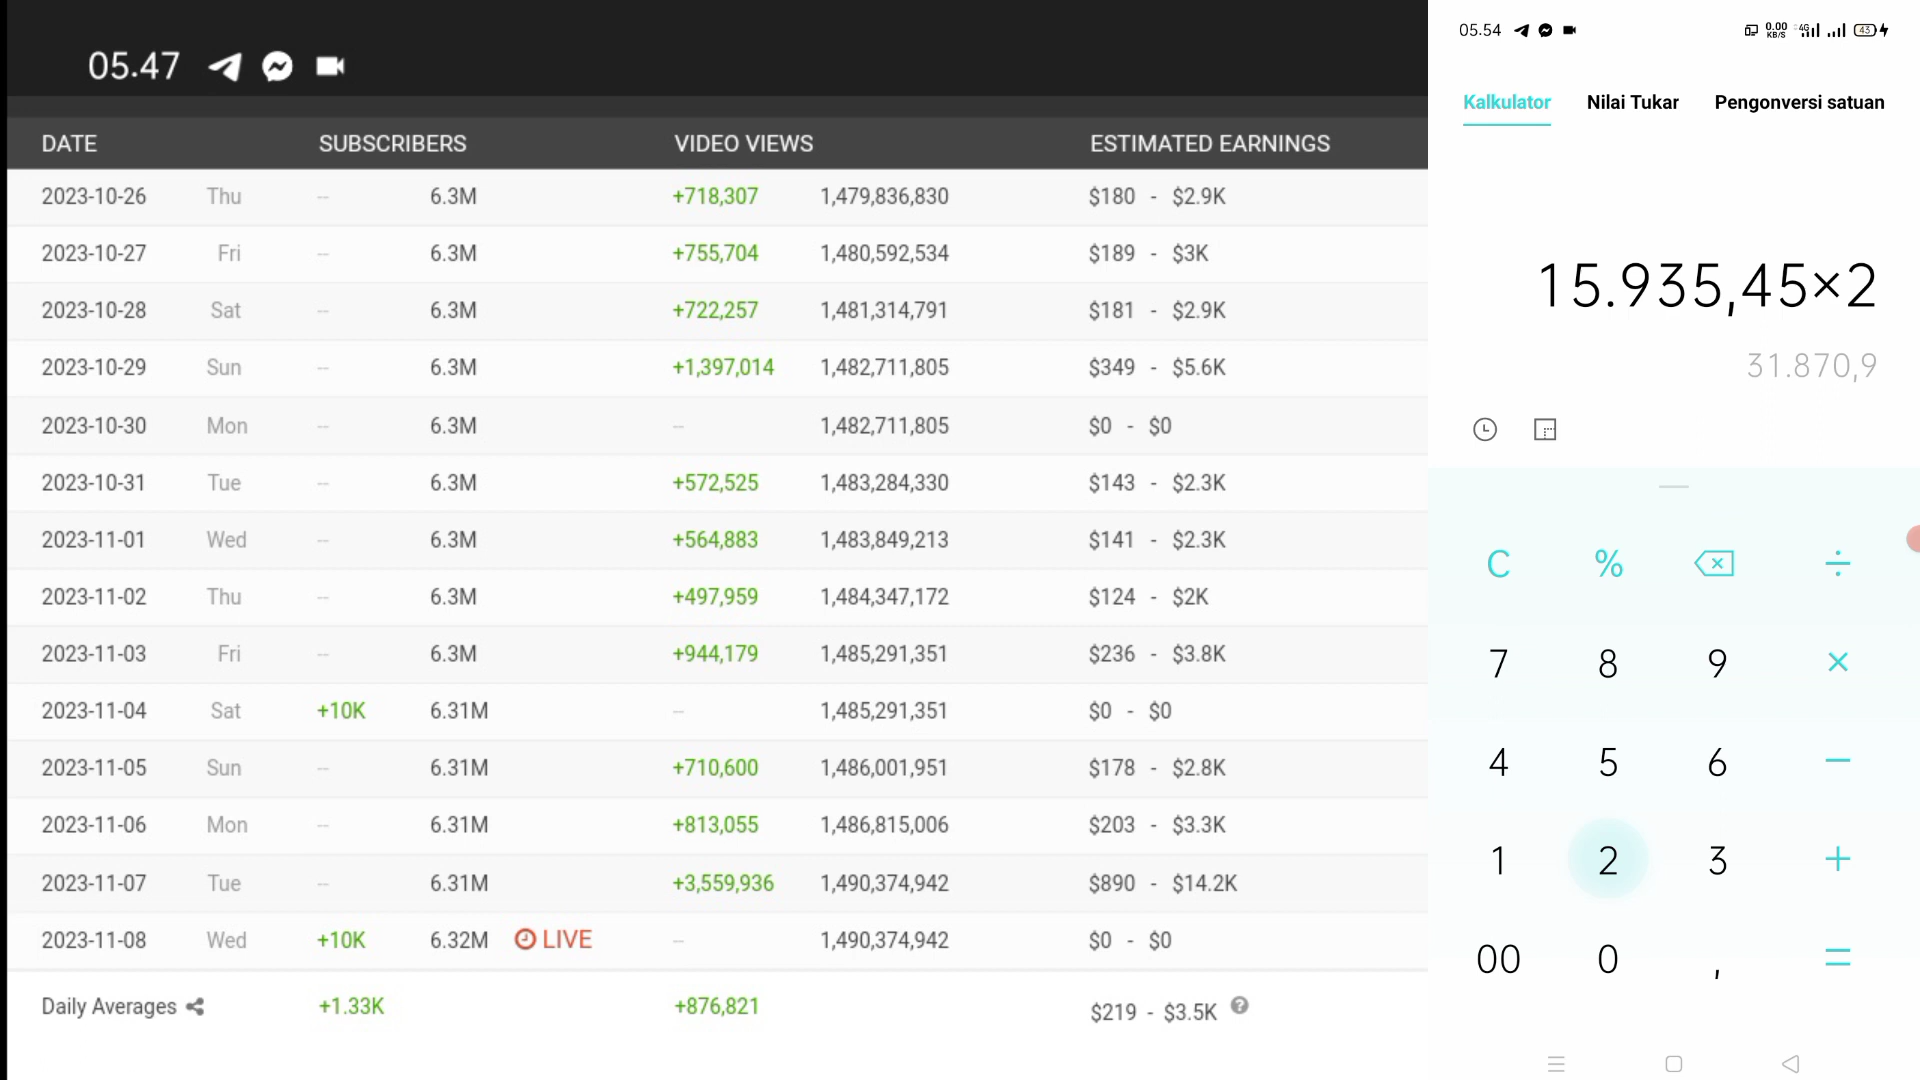 05.47
DATE SUBSCRIBERS VIDEO VIEWS ESTIMATED EARNINGS
2023-10-26 Thu -- 6.3M +718,307 1,479,836,830 $180 - $2.9K
2023-10-27 Fri -- 6.3M +755,704 1,480,592,534 $189 - $3K
2023-10-28 Sat -- 6.3M +722,257 1,481,314,791 $181 - $2.9K
2023-10-29 Sun -- 6.3M +1,397,014 1,482,711,805 $349 - $5.6K
2023-10-30 Mon -- 6.3M -- 1,482,711,805 $0 - $0
2023-10-31 Tue -- 6.3M +572,525 1,483,284,330 $143 - $2.3K
2023-11-01 Wed -- 6.3M +564,883 1,483,849,213 $141 - $2.3K
2023-11-02 Thu -- 6.3M +497,959 1,484,347,172 $124 - $2K
2023-11-03 Fri -- 6.3M +944,179 1,485,291,351 $236 - $3.8K
2023-11-04 Sat +10K 6.31M -- 1,485,291,351 $0 - $0
2023-11-05 Sun -- 6.31M +710,600 1,486,001,951 $178 - $2.8K
2023-11-06 Mon -- 6.31M +813,055 1,486,815,006 $203 - $3.3K
2023-11-07 Tue -- 6.31M +3,559,936 1,490,374,942 $890 - $14.2K
2023-11-08 Wed +10K 6.32M LIVE -- 1,490,374,942 $0 - $0
Daily Averages +1.33K +876,821 $219 - $3.5K ?
05.54 0.00 KB/S 4G 43
Kalkulator Nilai Tukar Pengonversi satuan
15.935,45×2
31.870,9
C % ÷
7 8 9 ×
4 5 6 −
1 2 3 +
00 0 , =